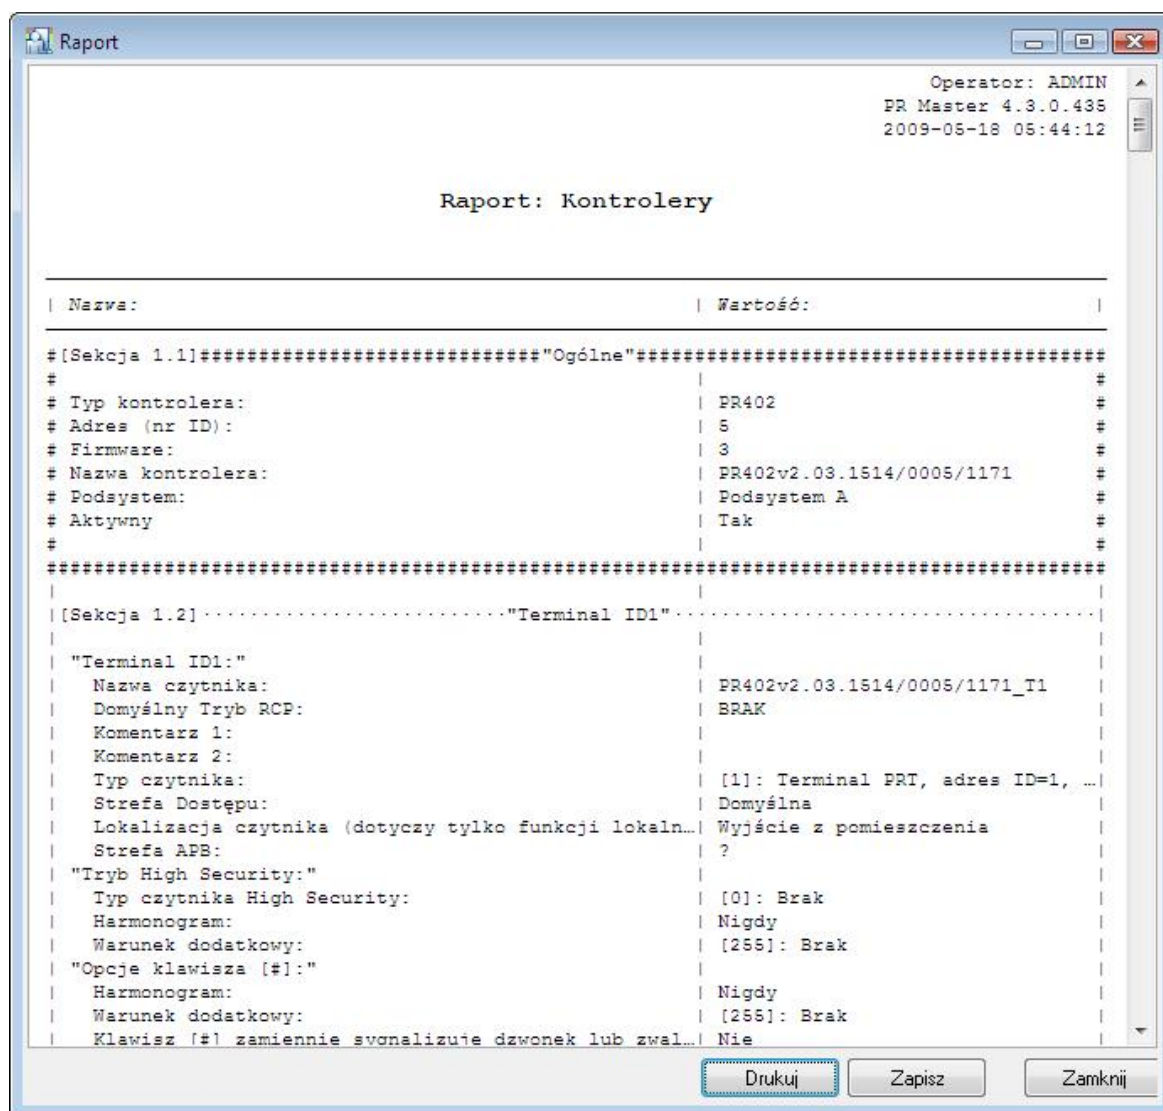 Raport
Operator: ADMIN
PR Master 4.3.0.435
2009-05-18 05:44:12
Raport: Kontrolery
| Nazwa: | Wartość: |
#[Sekcja 1.1]#############################"Ogólne"########################################
# | #
# Typ kontrolera: | PR402 #
# Adres (nr ID): | 5 #
# Firmware: | 3 #
# Nazwa kontrolera: | PR402v2.03.1514/0005/1171 #
# Podsystem: | Podsystem A #
# Aktywny | Tak #
# | #
##########################################################################################
| | |
|[Sekcja 1.2]··························"Terminal ID1"····································|
| | |
| "Terminal ID1:" | |
| Nazwa czytnika: | PR402v2.03.1514/0005/1171_T1 |
| Domyślny Tryb RCP: | BRAK |
| Komentarz 1: | |
| Komentarz 2: | |
| Typ czytnika: | [1]: Terminal PRT, adres ID=1, …|
| Strefa Dostępu: | Domyślna |
| Lokalizacja czytnika (dotyczy tylko funkcji lokaln…| Wyjście z pomieszczenia |
| Strefa APB: | ? |
| "Tryb High Security:" | |
| Typ czytnika High Security: | [0]: Brak |
| Harmonogram: | Nigdy |
| Warunek dodatkowy: | [255]: Brak |
| "Opcje klawisza [#]:" | |
| Harmonogram: | Nigdy |
| Warunek dodatkowy: | [255]: Brak |
| Klawisz [#] zamiennie sygnalizuje dzwonek lub zwal…| Nie |
Drukuj Zapisz Zamknij